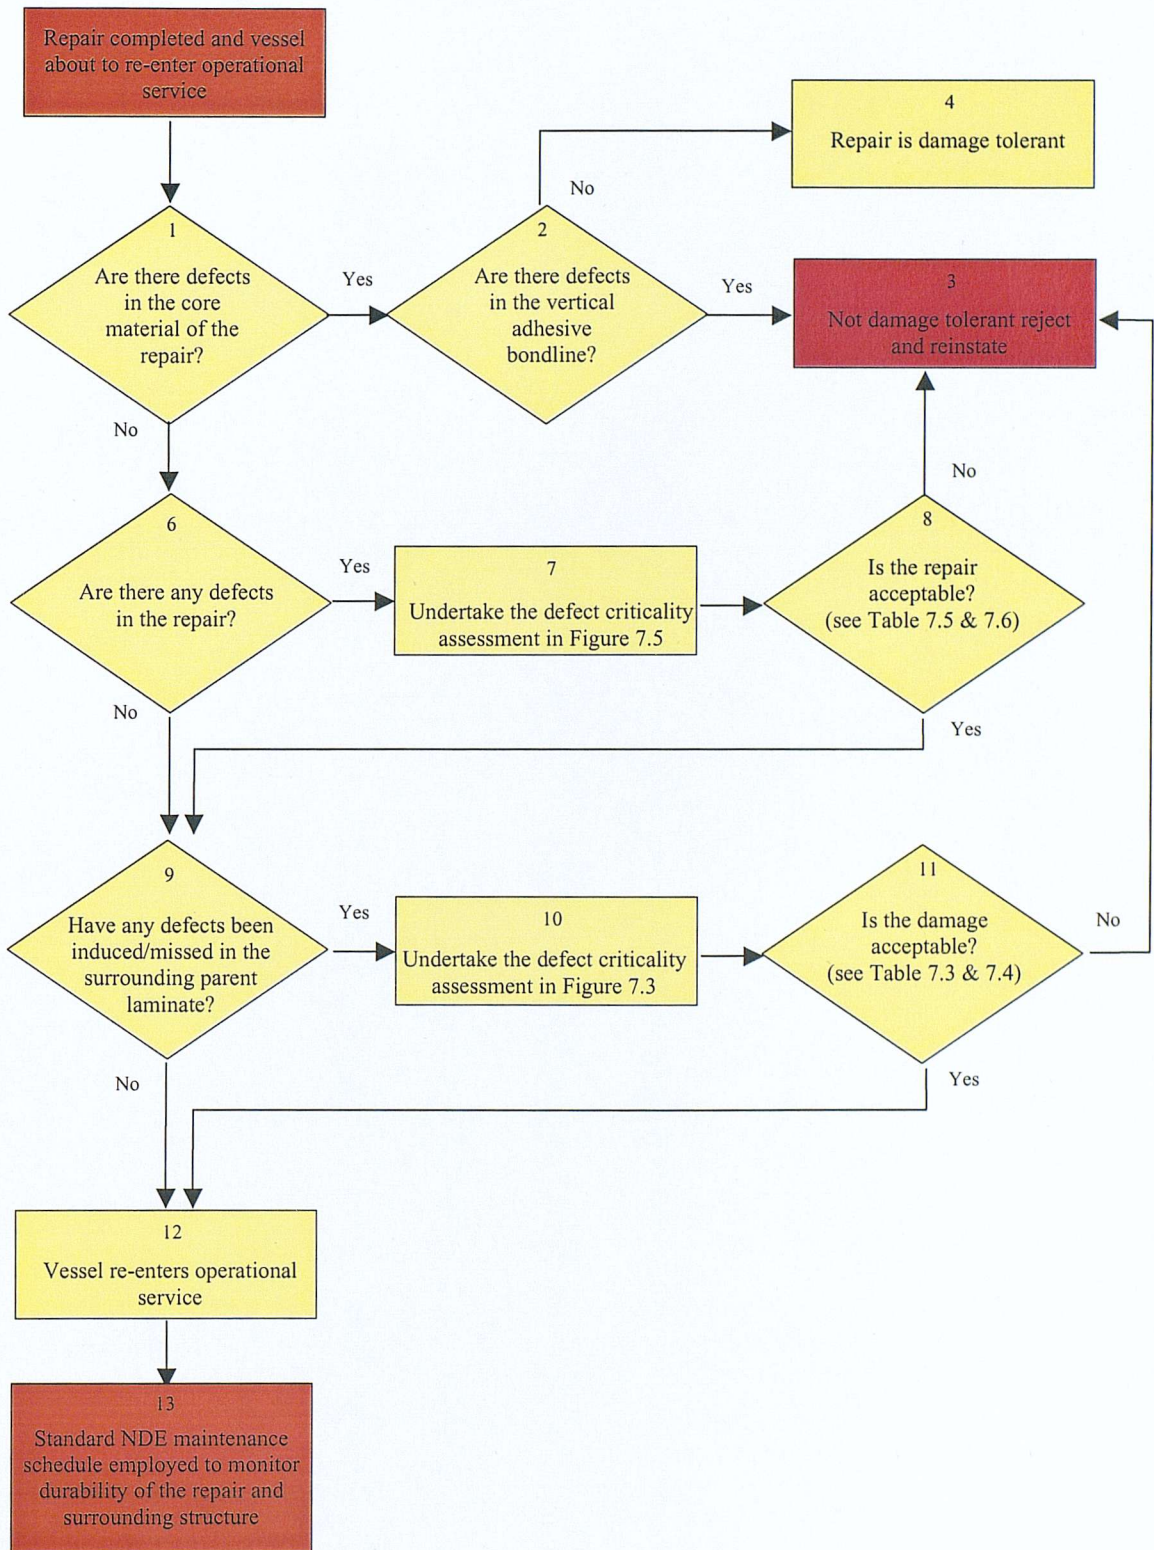 Repair completed and vessel
about to re-enter operational
service
4
Repair is damage tolerant
No
1
Are there defects
in the core
material of the
repair?
Yes
2
Are there defects
in the vertical
adhesive
bondline?
Yes
3
Not damage tolerant reject
and reinstate
No
No
6
Are there any defects
in the repair?
Yes
7
Undertake the defect criticality
assessment in Figure 7.5
8
Is the repair
acceptable?
(see Table 7.5 & 7.6)
No
Yes
9
Have any defects been
induced/missed in the
surrounding parent
laminate?
Yes
10
Undertake the defect criticality
assessment in Figure 7.3
11
Is the damage
acceptable?
(see Table 7.3 & 7.4)
No
No
Yes
12
Vessel re-enters operational
service
13
Standard NDE maintenance
schedule employed to monitor
durability of the repair and
surrounding structure